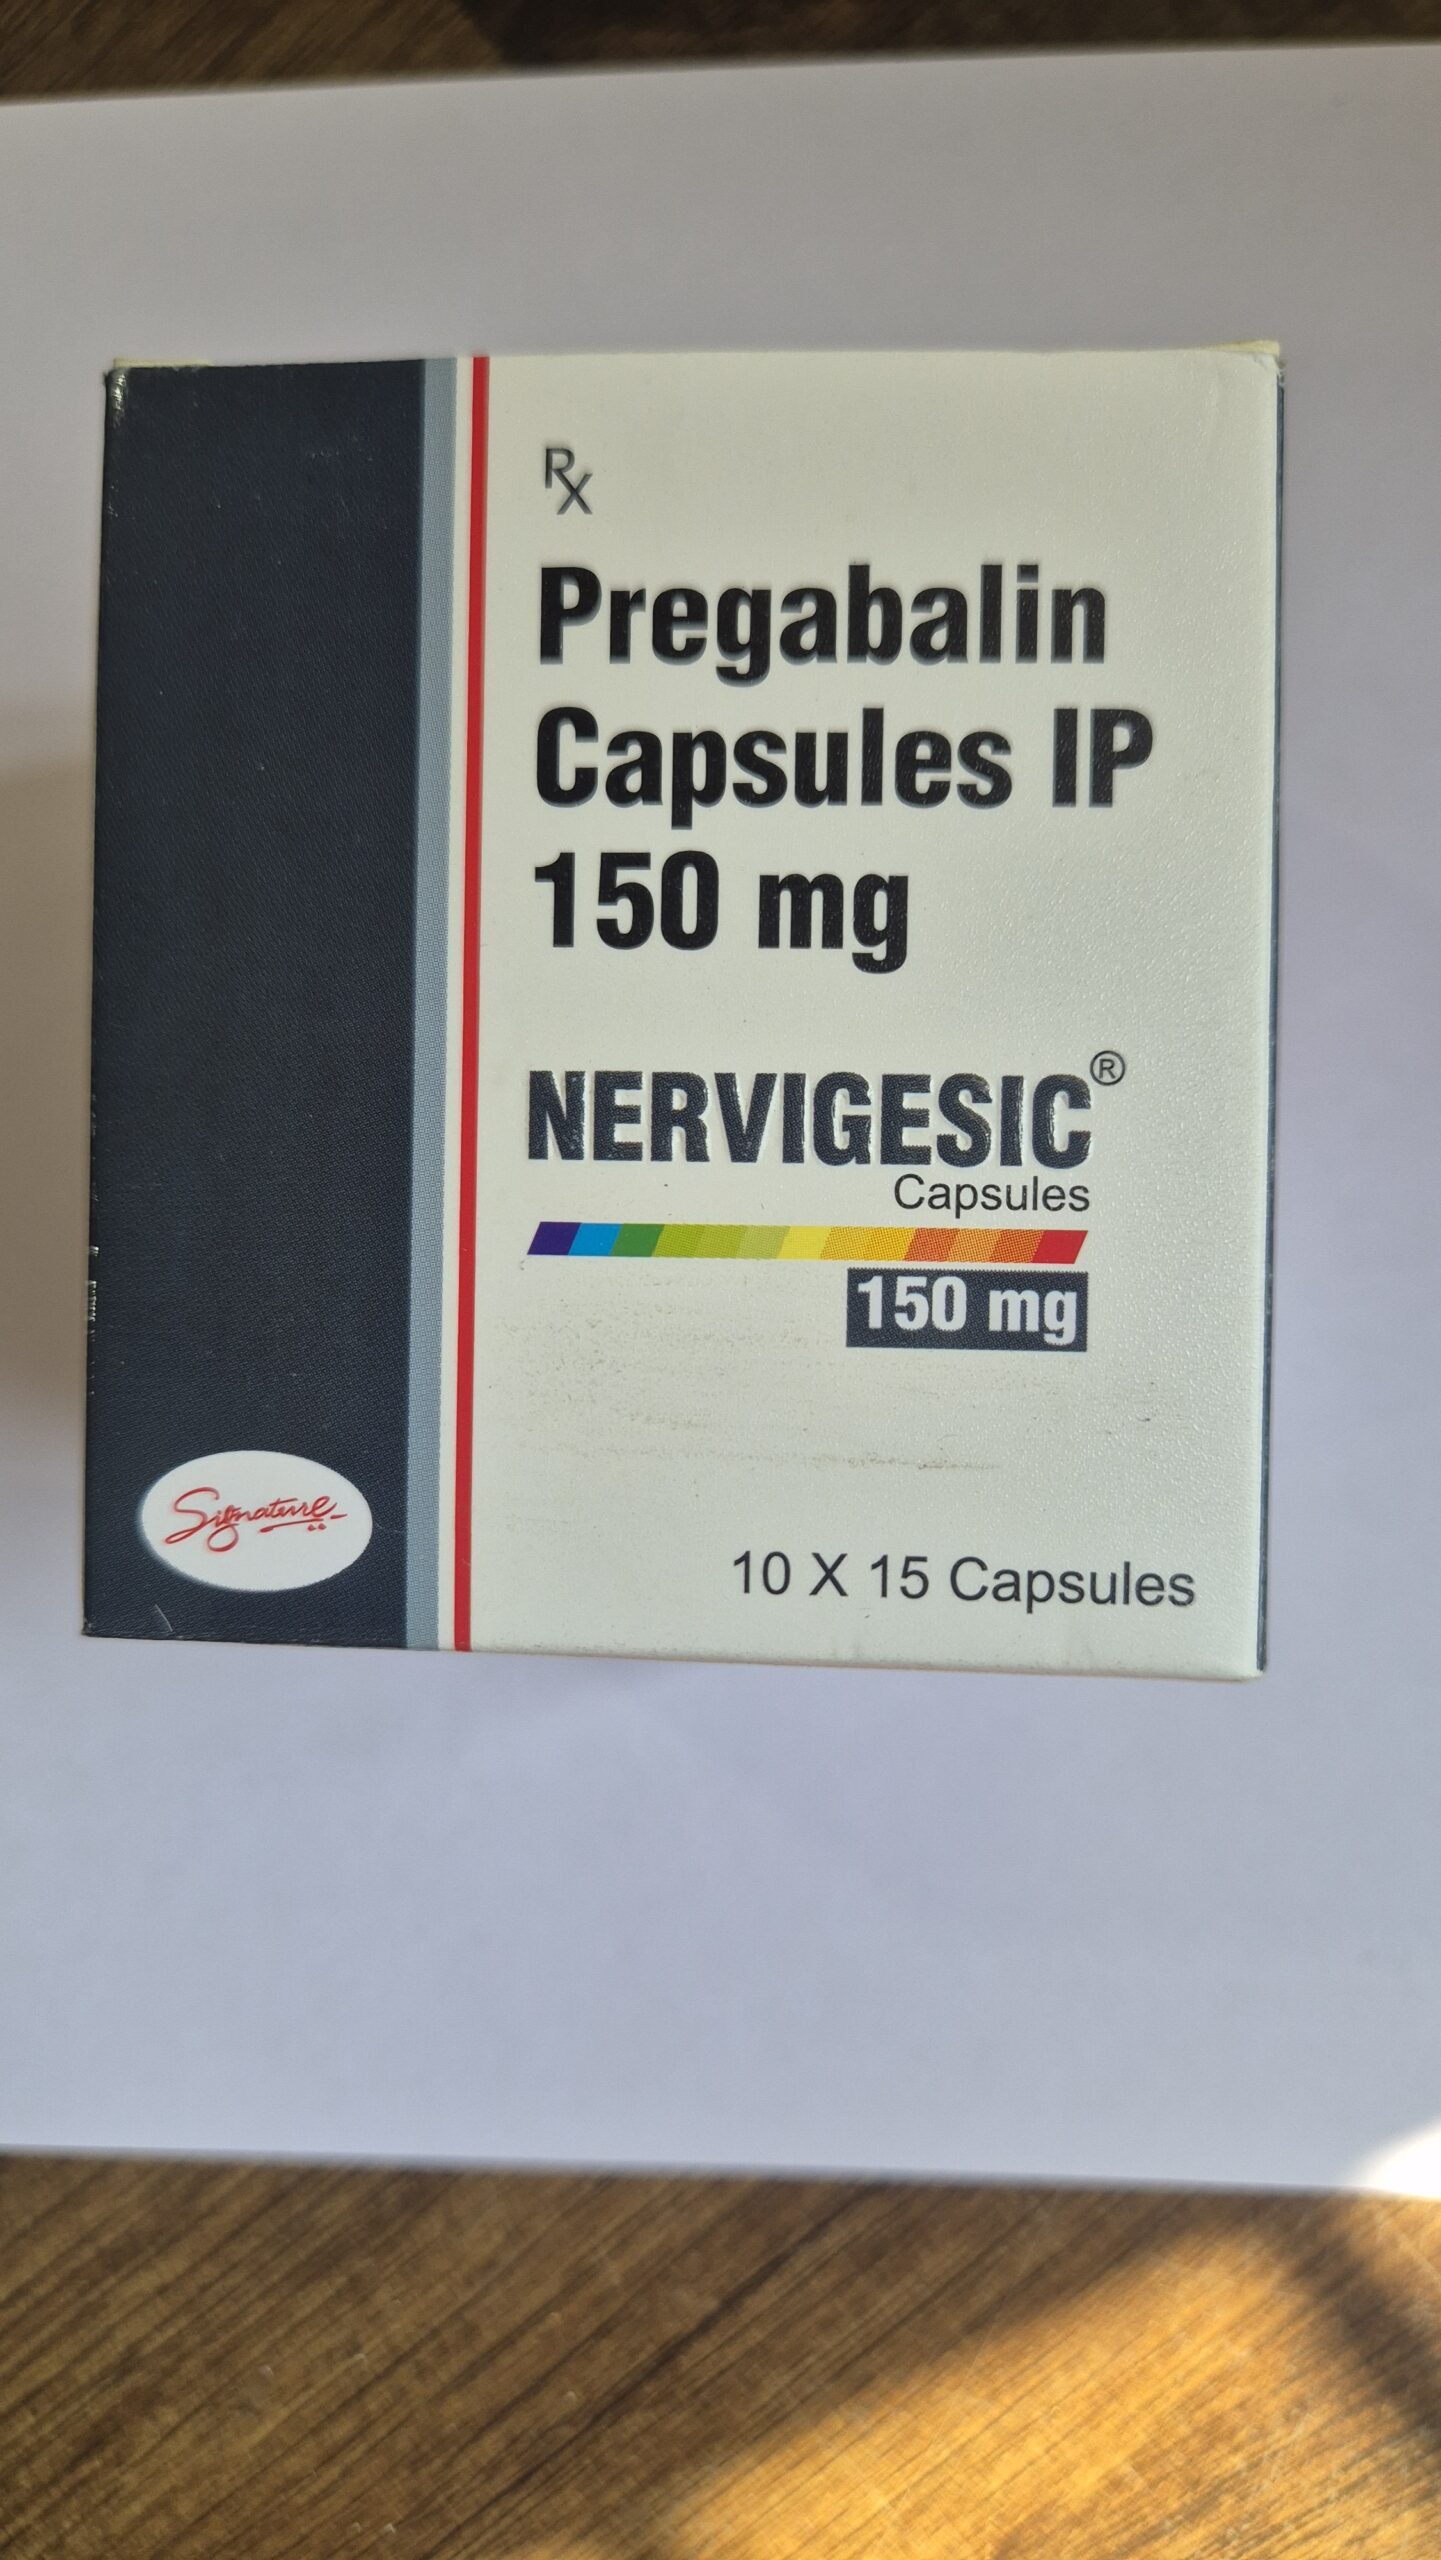 Rx
Pregabalin
Capsules IP
150 mg
NERVIGESIC®
Capsules
150 mg
Signature
10 X 15 Capsules